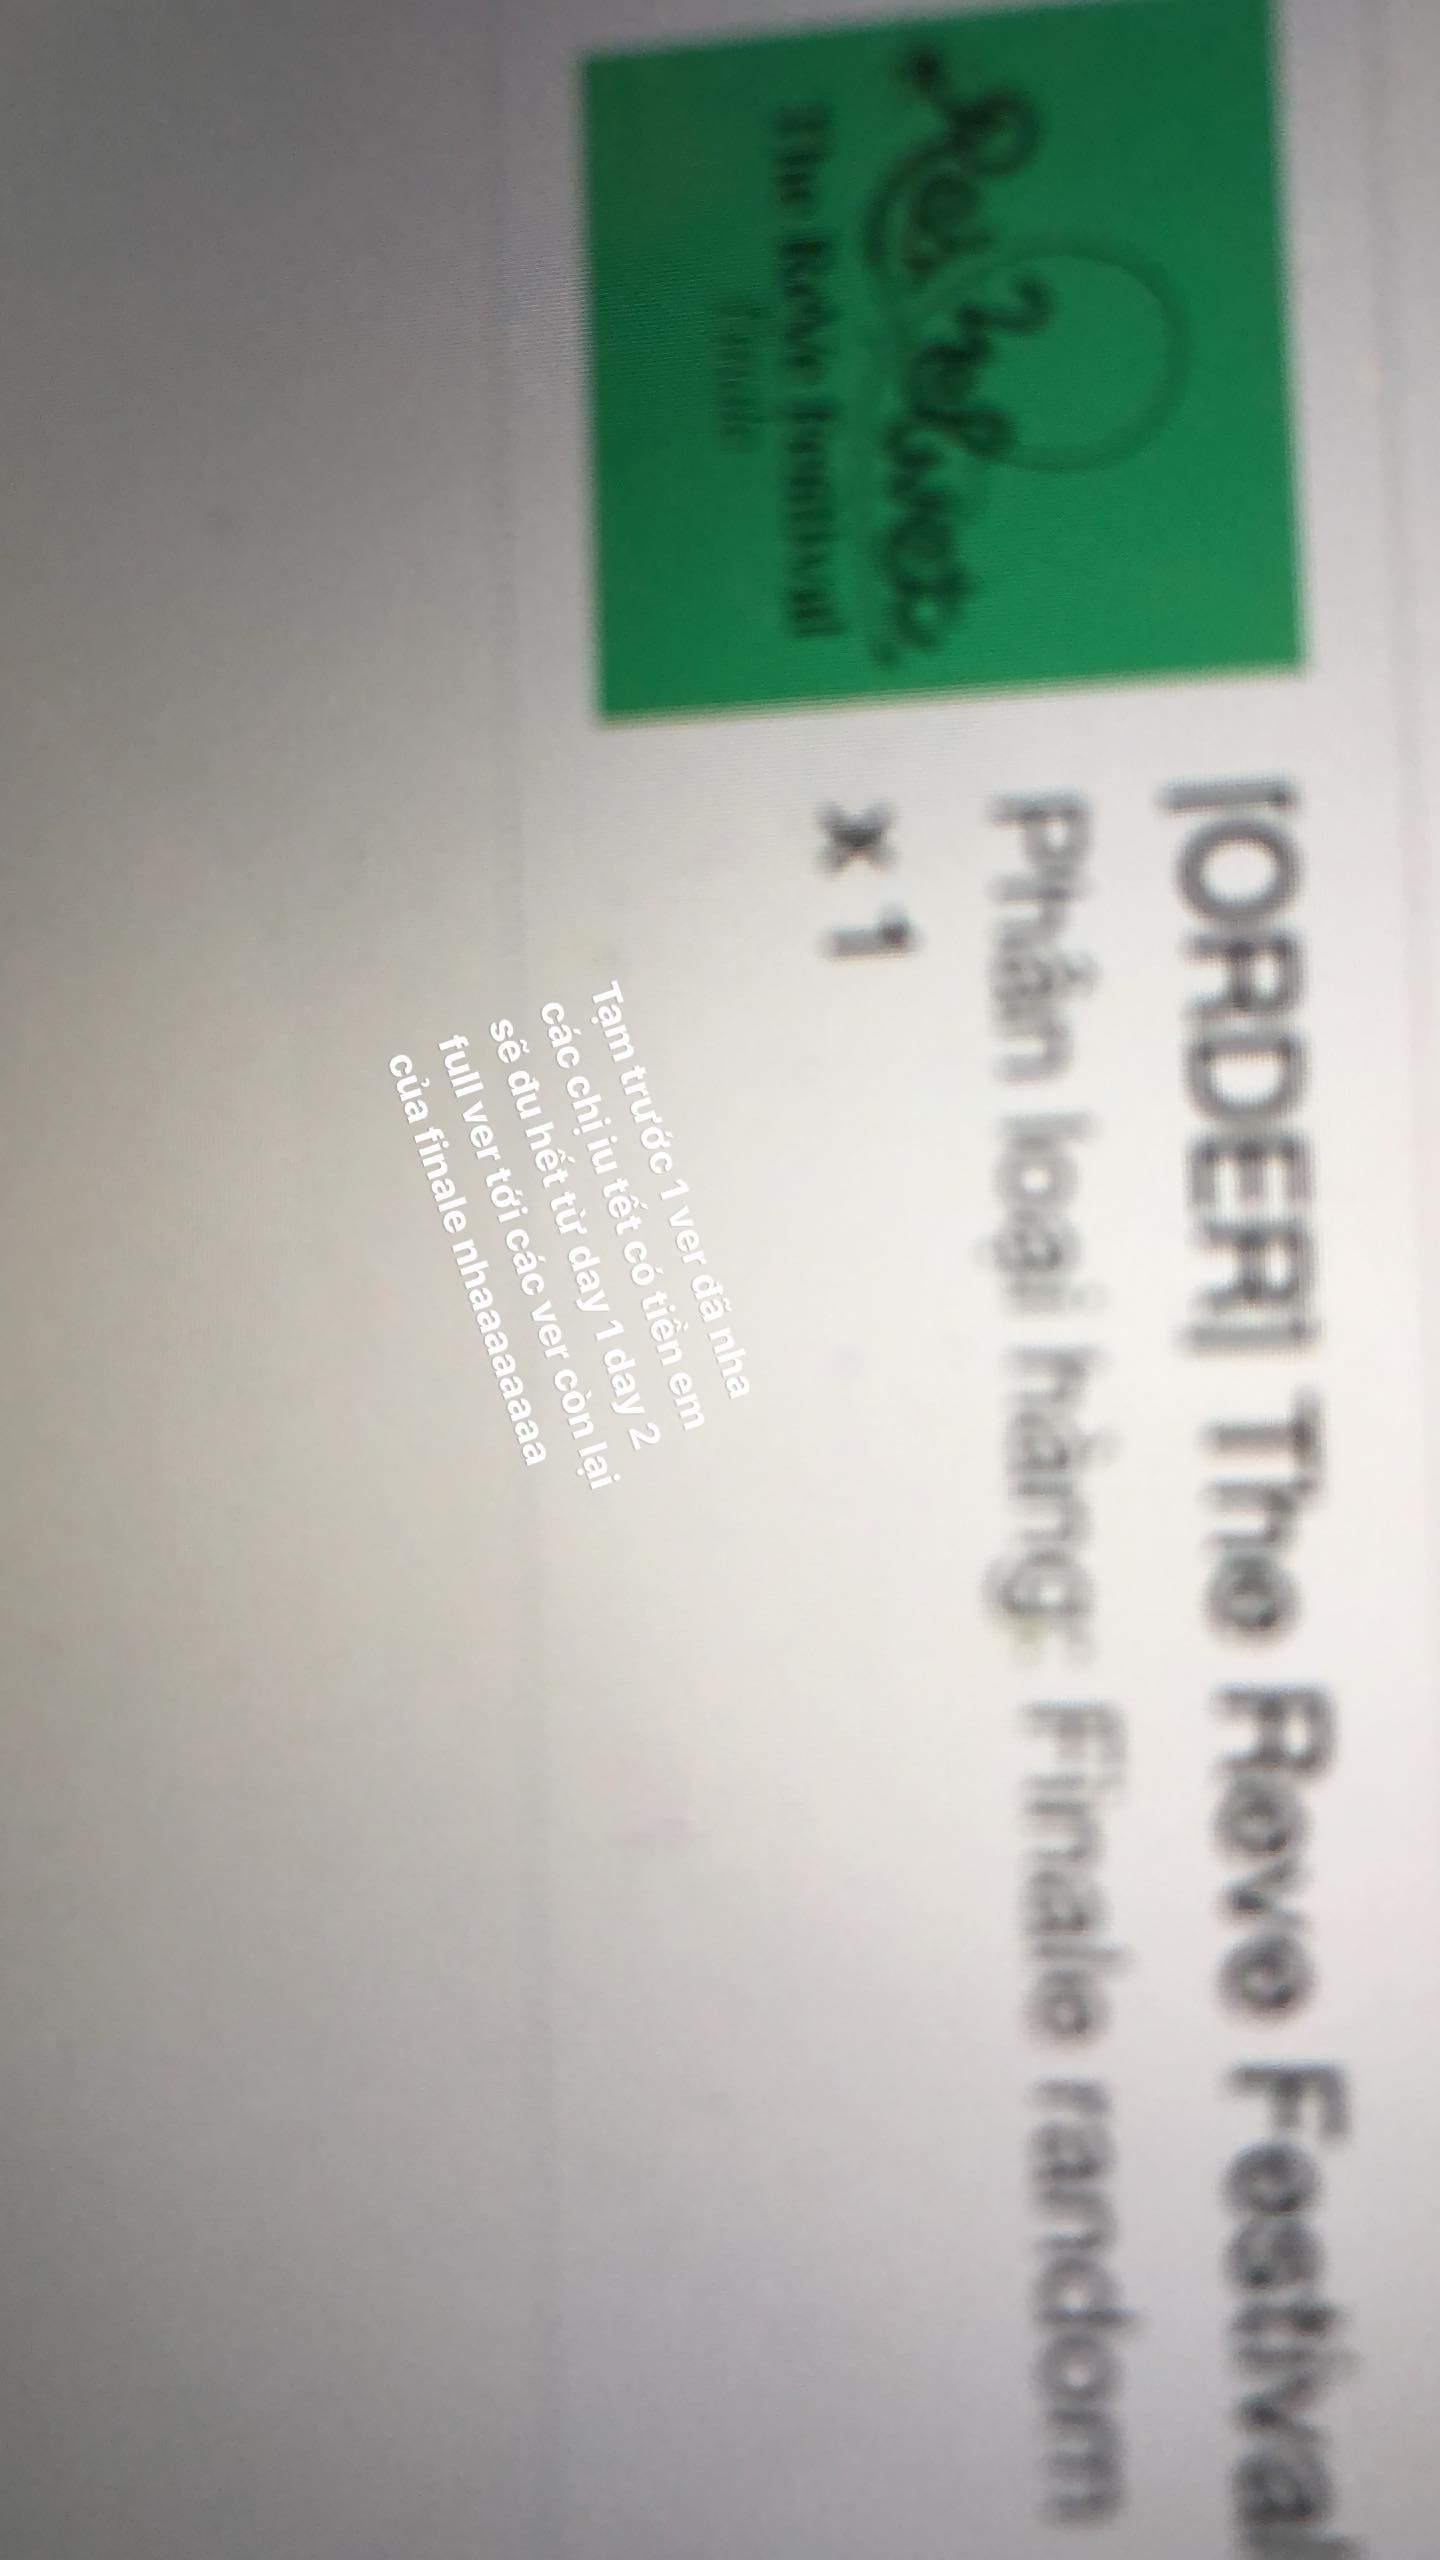 Red Velvet
The ReVe Festival
Finale
[ORDER] The Reve Festival
Phân loại hàng: Finale random
x 1
Tạm trước 1 ver đã nha
các chị iu tết có tiền em
sẽ đu hết từ day 1 day 2
full ver tới các ver còn lại
của finale nhaaaaaaaaa